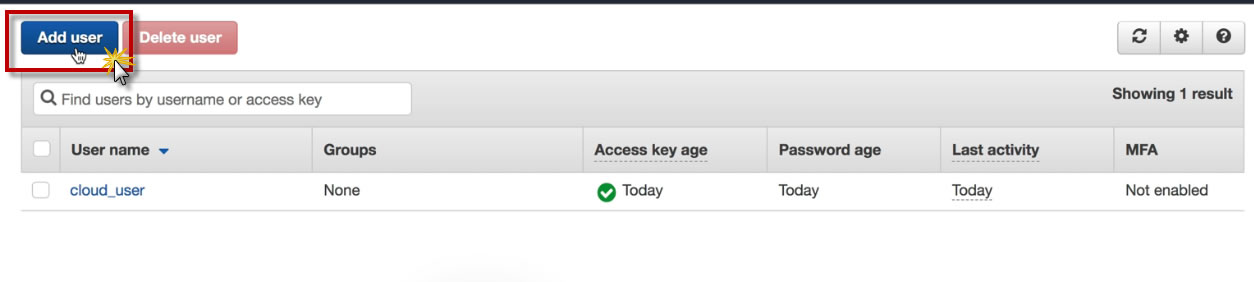 Add user Delete user
Find users by username or access key
Showing 1 result
User name Groups Access key age Password age Last activity MFA
cloud_user None Today Today Today Not enabled